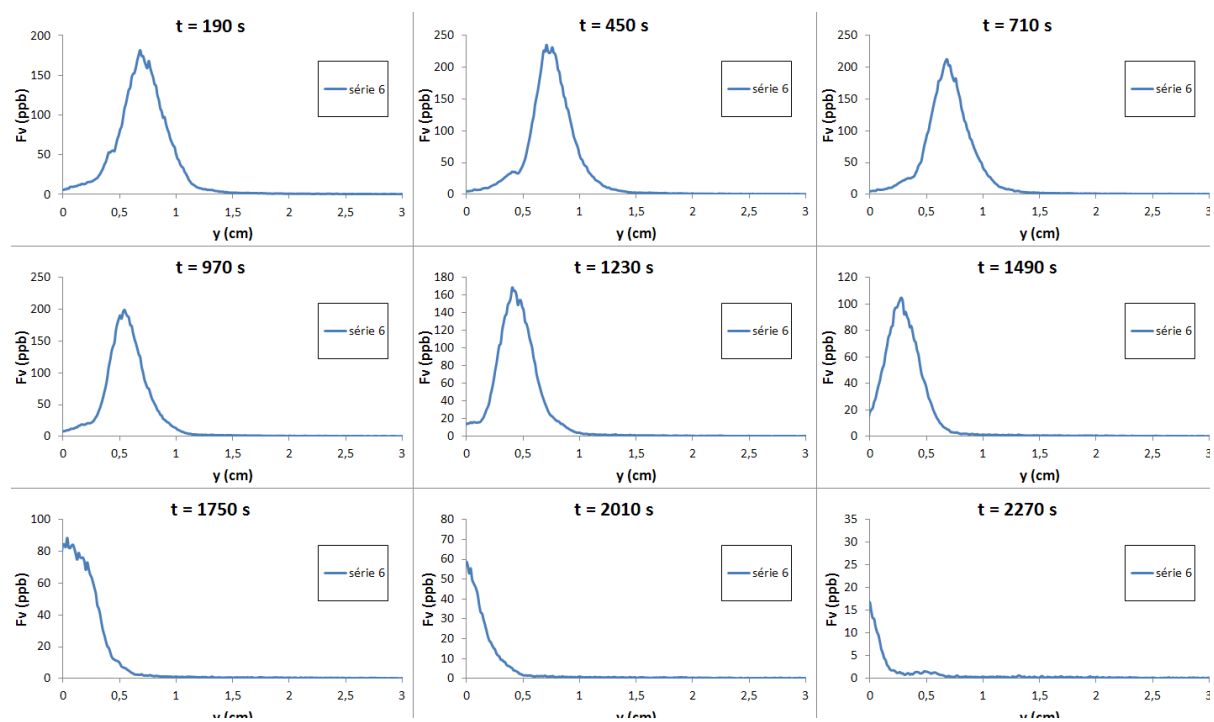 t = 190 s
Fv (ppb)
200
150
100
50
0
0 0,5 1 1,5 2 2,5 3
y (cm)
série 6
t = 450 s
Fv (ppb)
250
200
150
100
50
0
0 0,5 1 1,5 2 2,5 3
y (cm)
série 6
t = 710 s
Fv (ppb)
250
200
150
100
50
0
0 0,5 1 1,5 2 2,5 3
y (cm)
série 6
t = 970 s
Fv (ppb)
250
200
150
100
50
0
0 0,5 1 1,5 2 2,5 3
y (cm)
série 6
t = 1230 s
Fv (ppb)
180
160
140
120
100
80
60
40
20
0
0 0,5 1 1,5 2 2,5 3
y (cm)
série 6
t = 1490 s
Fv (ppb)
120
100
80
60
40
20
0
0 0,5 1 1,5 2 2,5 3
y (cm)
série 6
t = 1750 s
Fv (ppb)
100
80
60
40
20
0
0 0,5 1 1,5 2 2,5 3
y (cm)
série 6
t = 2010 s
Fv (ppb)
80
70
60
50
40
30
20
10
0
0 0,5 1 1,5 2 2,5 3
y (cm)
série 6
t = 2270 s
Fv (ppb)
35
30
25
20
15
10
5
0
0 0,5 1 1,5 2 2,5 3
y (cm)
série 6